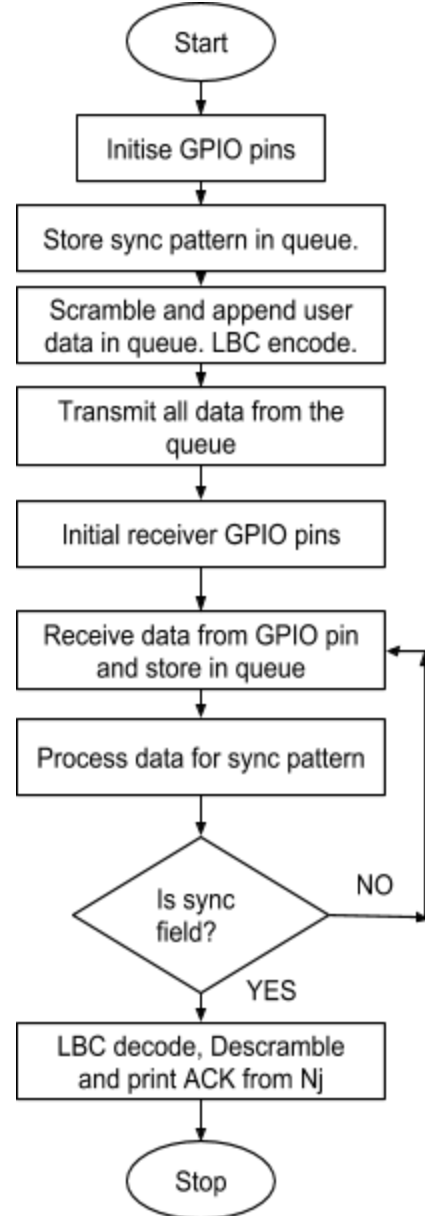 Start
Initise GPIO pins
Store sync pattern in queue.
Scramble and append user
data in queue. LBC encode.
Transmit all data from the
queue
Initial receiver GPIO pins
Receive data from GPIO pin
and store in queue
Process data for sync pattern
Is sync
field?
NO
YES
LBC decode, Descramble
and print ACK from Nj
Stop